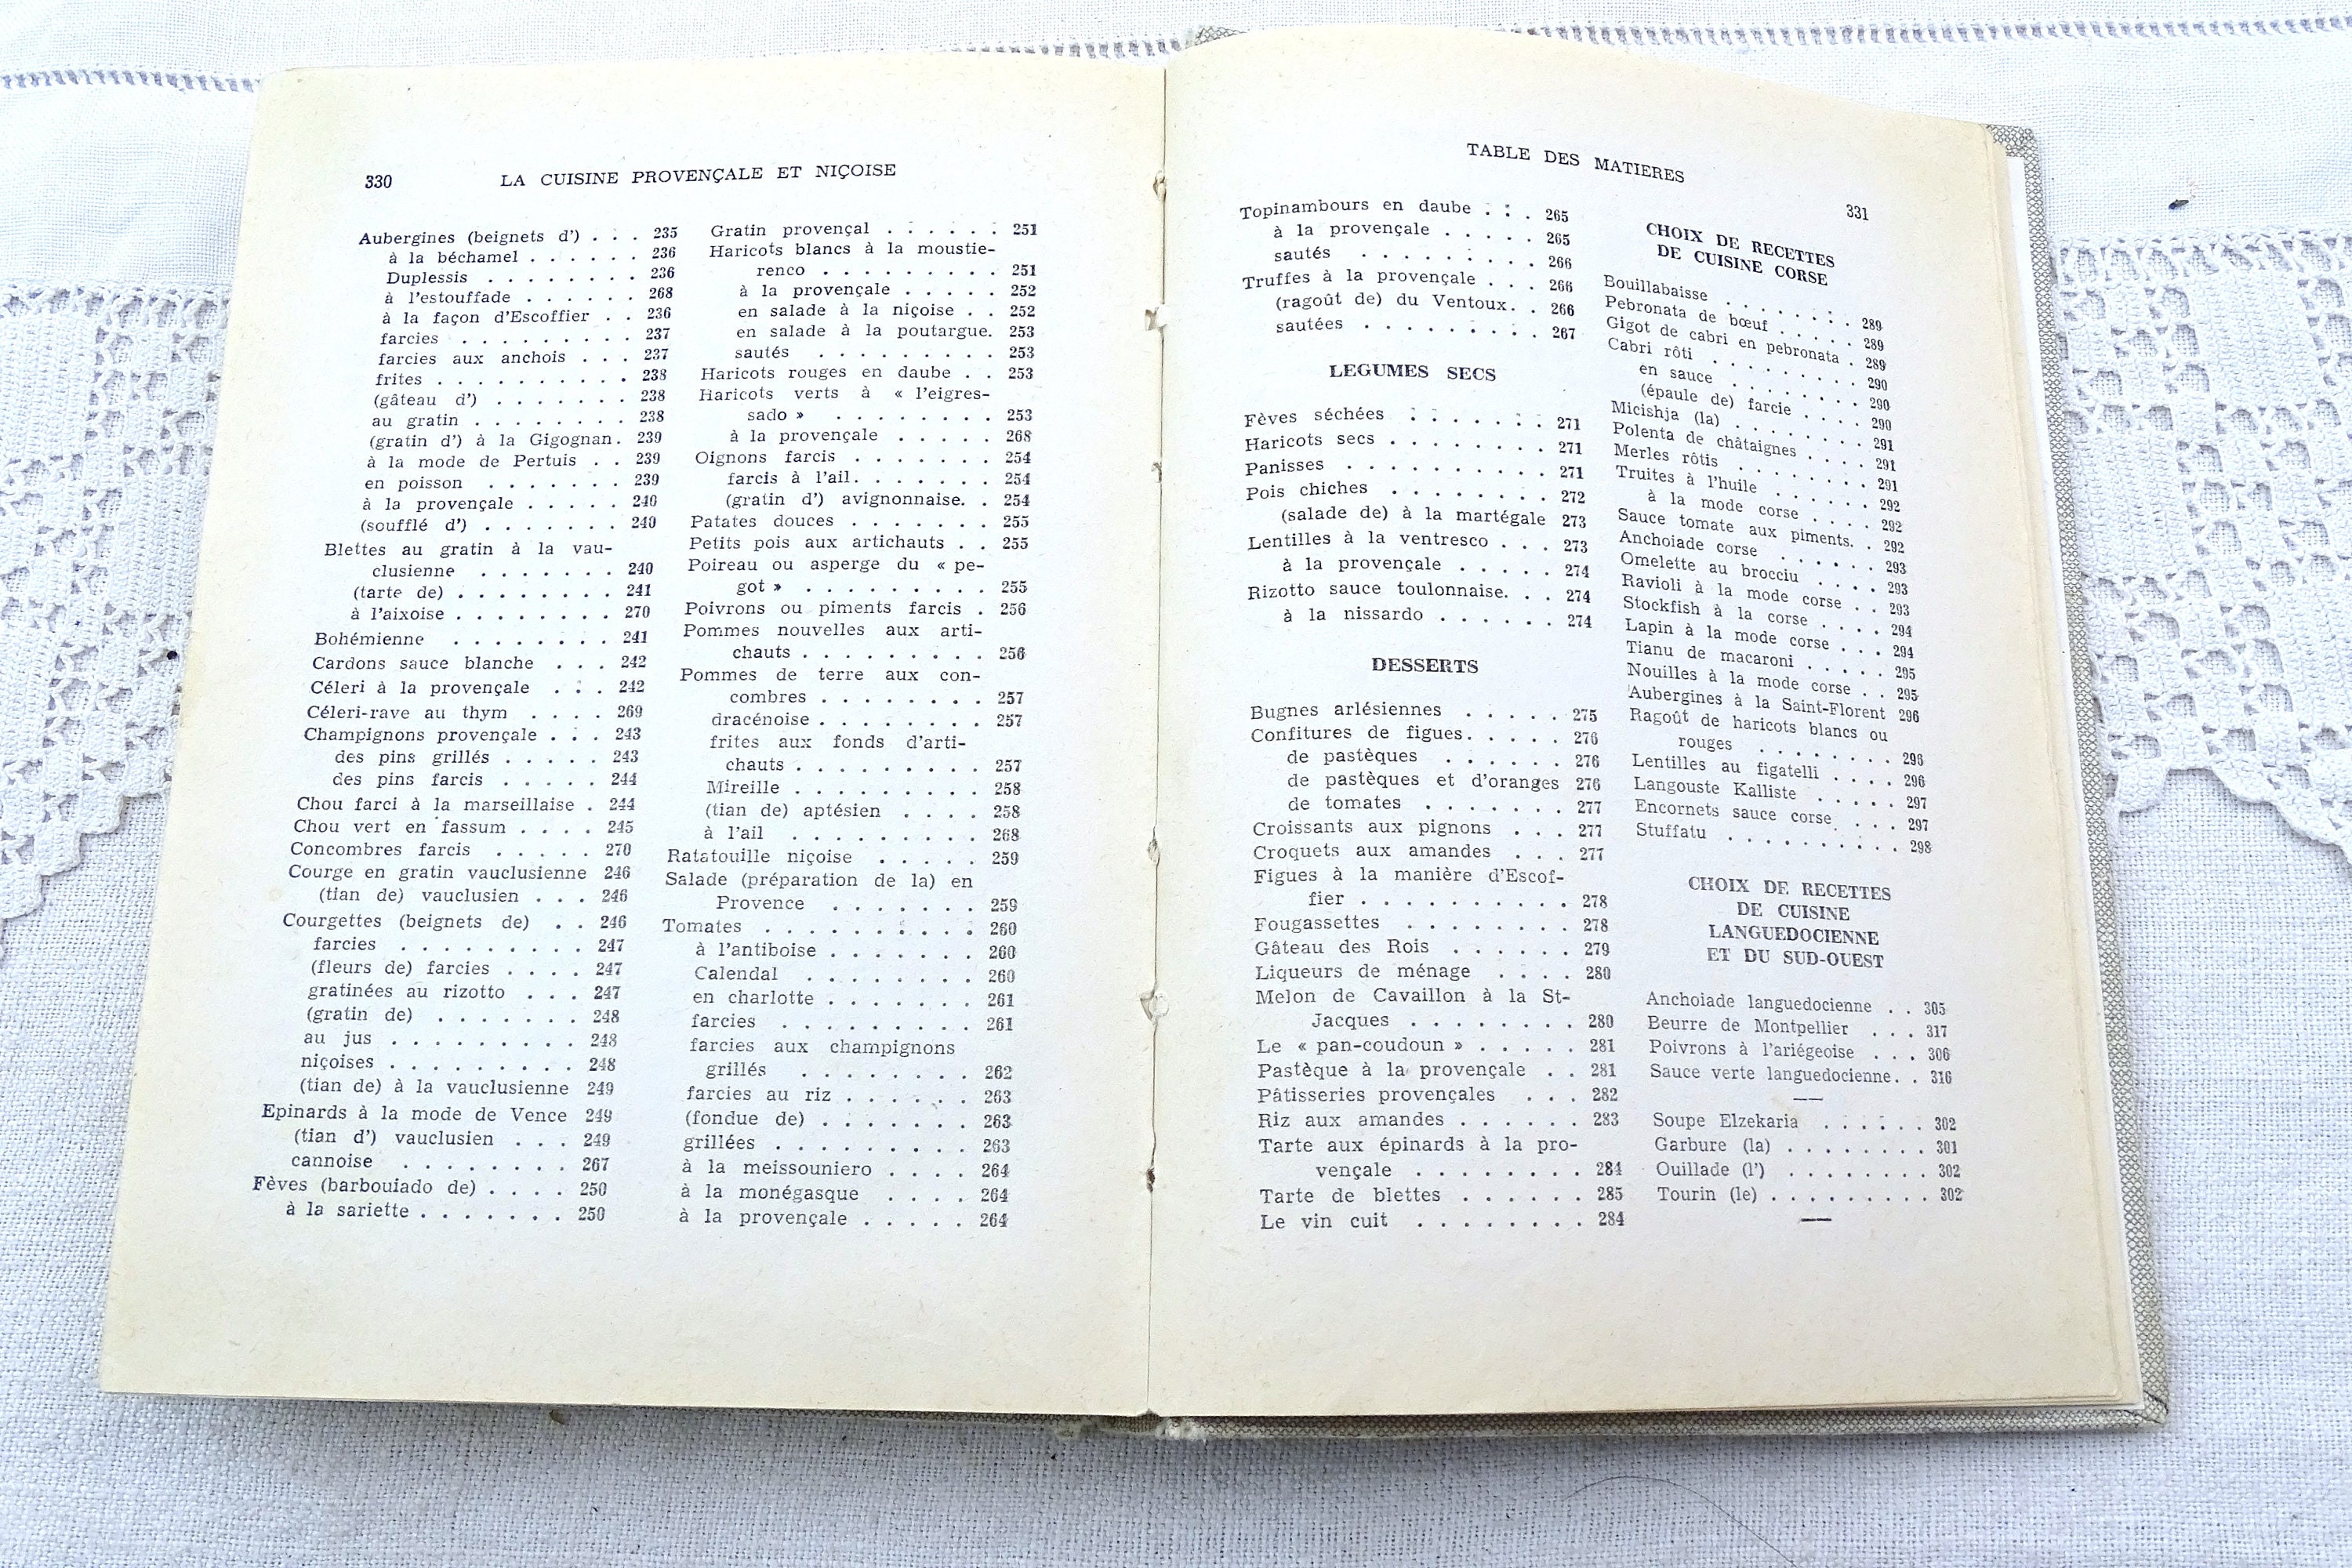 330
LA CUISINE PROVENÇALE ET NIÇOISE
Aubergines (beignets d') . . . 235
à la béchamel . . . . . . 236
Duplessis . . . . . . . . 236
à l'estouffade . . . . . . 268
à la façon d'Escoffier . . 236
farcies . . . . . . . . . 237
farcies aux anchois . . . 237
frites . . . . . . . . . . 238
(gâteau d') . . . . . . . 238
au gratin . . . . . . . . 238
(gratin d') à la Gigognan. 239
à la mode de Pertuis . . 239
en poisson . . . . . . . 239
à la provençale . . . . . 240
(soufflé d') . . . . . . . 240
Blettes au gratin à la vau-
clusienne . . . . . . . 240
(tarte de) . . . . . . . . 241
à l'aixoise . . . . . . . . 270
Bohémienne . . . . . . . . 241
Cardons sauce blanche . . . 242
Céleri à la provençale . . . 242
Céleri-rave au thym . . . . 269
Champignons provençale . . . 243
des pins grillés . . . . . 243
des pins farcis . . . . . 244
Chou farci à la marseillaise . 244
Chou vert en fassum . . . . 245
Concombres farcis . . . . . 270
Courge en gratin vauclusienne 246
(tian de) vauclusien . . . 246
Courgettes (beignets de) . . 246
farcies . . . . . . . . . 247
(fleurs de) farcies . . . . 247
gratinées au rizotto . . . 247
(gratin de) . . . . . . . 248
au jus . . . . . . . . . 248
niçoises . . . . . . . . . 248
(tian de) à la vauclusienne 249
Epinards à la mode de Vence 249
(tian d') vauclusien . . . 249
cannoise . . . . . . . . 267
Fèves (barbouiado de) . . . . 250
à la sariette . . . . . . . 250
Gratin provençal . . . . . . 251
Haricots blancs à la moustie-
renco . . . . . . . . . 251
à la provençale . . . . . 252
en salade à la niçoise . . 252
en salade à la poutargue. 253
sautés . . . . . . . . . 253
Haricots rouges en daube . . 253
Haricots verts à « l'eigres-
sado » . . . . . . . . 253
à la provençale . . . . . 268
Oignons farcis . . . . . . . 254
farcis à l'ail. . . . . . . 254
(gratin d') avignonnaise. . 254
Patates douces . . . . . . . 255
Petits pois aux artichauts . . 255
Poireau ou asperge du « pe-
got » . . . . . . . . . 255
Poivrons ou piments farcis . 256
Pommes nouvelles aux arti-
chauts . . . . . . . . . 256
Pommes de terre aux con-
combres . . . . . . . . 257
dracénoise . . . . . . . . 257
frites aux fonds d'arti-
chauts . . . . . . . . . 257
Mireille . . . . . . . . . 258
(tian de) aptésien . . . . 258
à l'ail . . . . . . . . . 268
Ratatouille niçoise . . . . . 259
Salade (préparation de la) en
Provence . . . . . . . 259
Tomates . . . . . . . . . . 260
à l'antiboise . . . . . . . 260
Calendal . . . . . . . . 260
en charlotte . . . . . . . 261
farcies . . . . . . . . . 261
farcies aux champignons
grillés . . . . . . . . 262
farcies au riz . . . . . . 263
(fondue de) . . . . . . . 263
grillées . . . . . . . . . 263
à la meissouniero . . . . 264
à la monégasque . . . . 264
à la provençale . . . . . 264
TABLE DES MATIERES
331
Topinambours en daube . . . 265
à la provençale . . . . . 265
sautés . . . . . . . . . 266
Truffes à la provençale . . . 266
(ragoût de) du Ventoux. . 266
sautées . . . . . . . . . 267
LEGUMES SECS
Fèves séchées . . . . . . . 271
Haricots secs . . . . . . . . 271
Panisses . . . . . . . . . . 271
Pois chiches . . . . . . . . 272
(salade de) à la martégale 273
Lentilles à la ventresco . . . 273
à la provençale . . . . . 274
Rizotto sauce toulonnaise. . . 274
à la nissardo . . . . . . 274
DESSERTS
Bugnes arlésiennes . . . . . 275
Confitures de figues. . . . . 276
de pastèques . . . . . . 276
de pastèques et d'oranges 276
de tomates . . . . . . . 277
Croissants aux pignons . . . 277
Croquets aux amandes . . . 277
Figues à la manière d'Escof-
fier . . . . . . . . . . 278
Fougassettes . . . . . . . . 278
Gâteau des Rois . . . . . . 279
Liqueurs de ménage . . . . 280
Melon de Cavaillon à la St-
Jacques . . . . . . . . 280
Le « pan-coudoun » . . . . . 281
Pastèque à la provençale . . 281
Pâtisseries provençales . . . 282
Riz aux amandes . . . . . . 283
Tarte aux épinards à la pro-
vençale . . . . . . . . 284
Tarte de blettes . . . . . . 285
Le vin cuit . . . . . . . . 284
CHOIX DE RECETTES
DE CUISINE CORSE
Bouillabaisse . . . . . . . 289
Pebronata de bœuf . . . . . 289
Gigot de cabri en pebronata . 289
Cabri rôti . . . . . . . . . 290
en sauce . . . . . . . . 290
(épaule de) farcie . . . . 290
Micishja (la) . . . . . . . . 291
Polenta de châtaignes . . . . 291
Merles rôtis . . . . . . . . 291
Truites à l'huile . . . . . . 292
à la mode corse . . . . 292
Sauce tomate aux piments. . 292
Anchoiade corse . . . . . . 293
Omelette au brocciu . . . . 293
Ravioli à la mode corse . . 293
Stockfish à la corse . . . . 294
Lapin à la mode corse . . . 294
Tianu de macaroni . . . . . 295
Nouilles à la mode corse . . 295
Aubergines à la Saint-Florent 296
Ragoût de haricots blancs ou
rouges . . . . . . . . 296
Lentilles au figatelli . . . . 296
Langouste Kalliste . . . . . 297
Encornets sauce corse . . . 297
Stuffatu . . . . . . . . . . 298
CHOIX DE RECETTES
DE CUISINE
LANGUEDOCIENNE
ET DU SUD-OUEST
Anchoiade languedocienne . . 305
Beurre de Montpellier . . . 317
Poivrons à l'ariégeoise . . . 306
Sauce verte languedocienne. . 316
Soupe Elzekaria . . . . . . 302
Garbure (la) . . . . . . . . 301
Ouillade (l') . . . . . . . . 302
Tourin (le) . . . . . . . . . 302